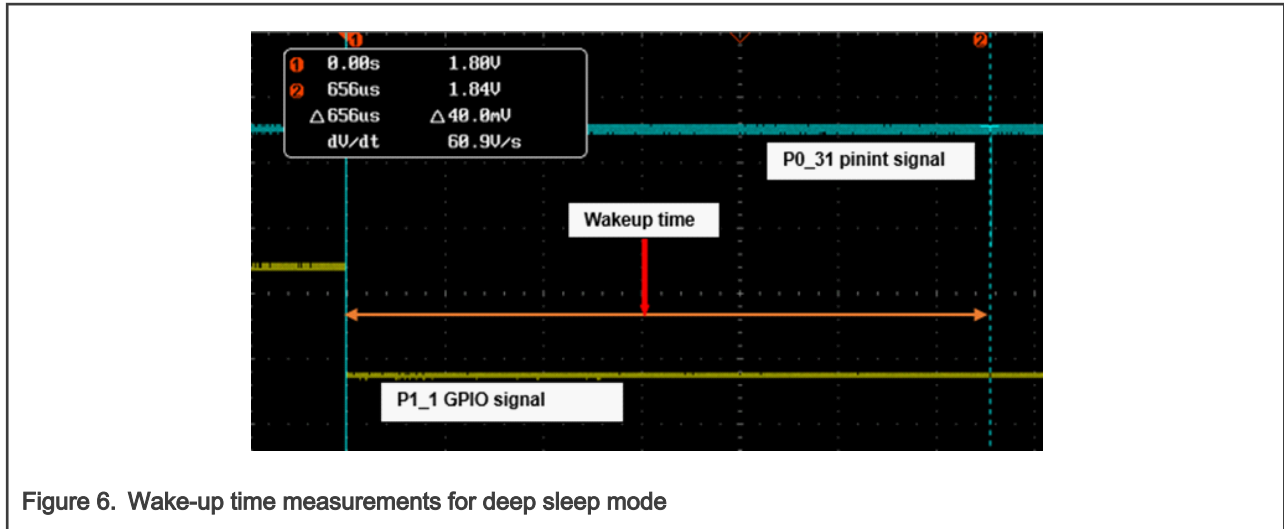 1 2
1 0.00s 1.80V
2 656us 1.84V
△656us △40.0mV
dV/dt 60.9V/s
P0_31 pinint signal
Wakeup time
P1_1 GPIO signal
Figure 6. Wake-up time measurements for deep sleep mode